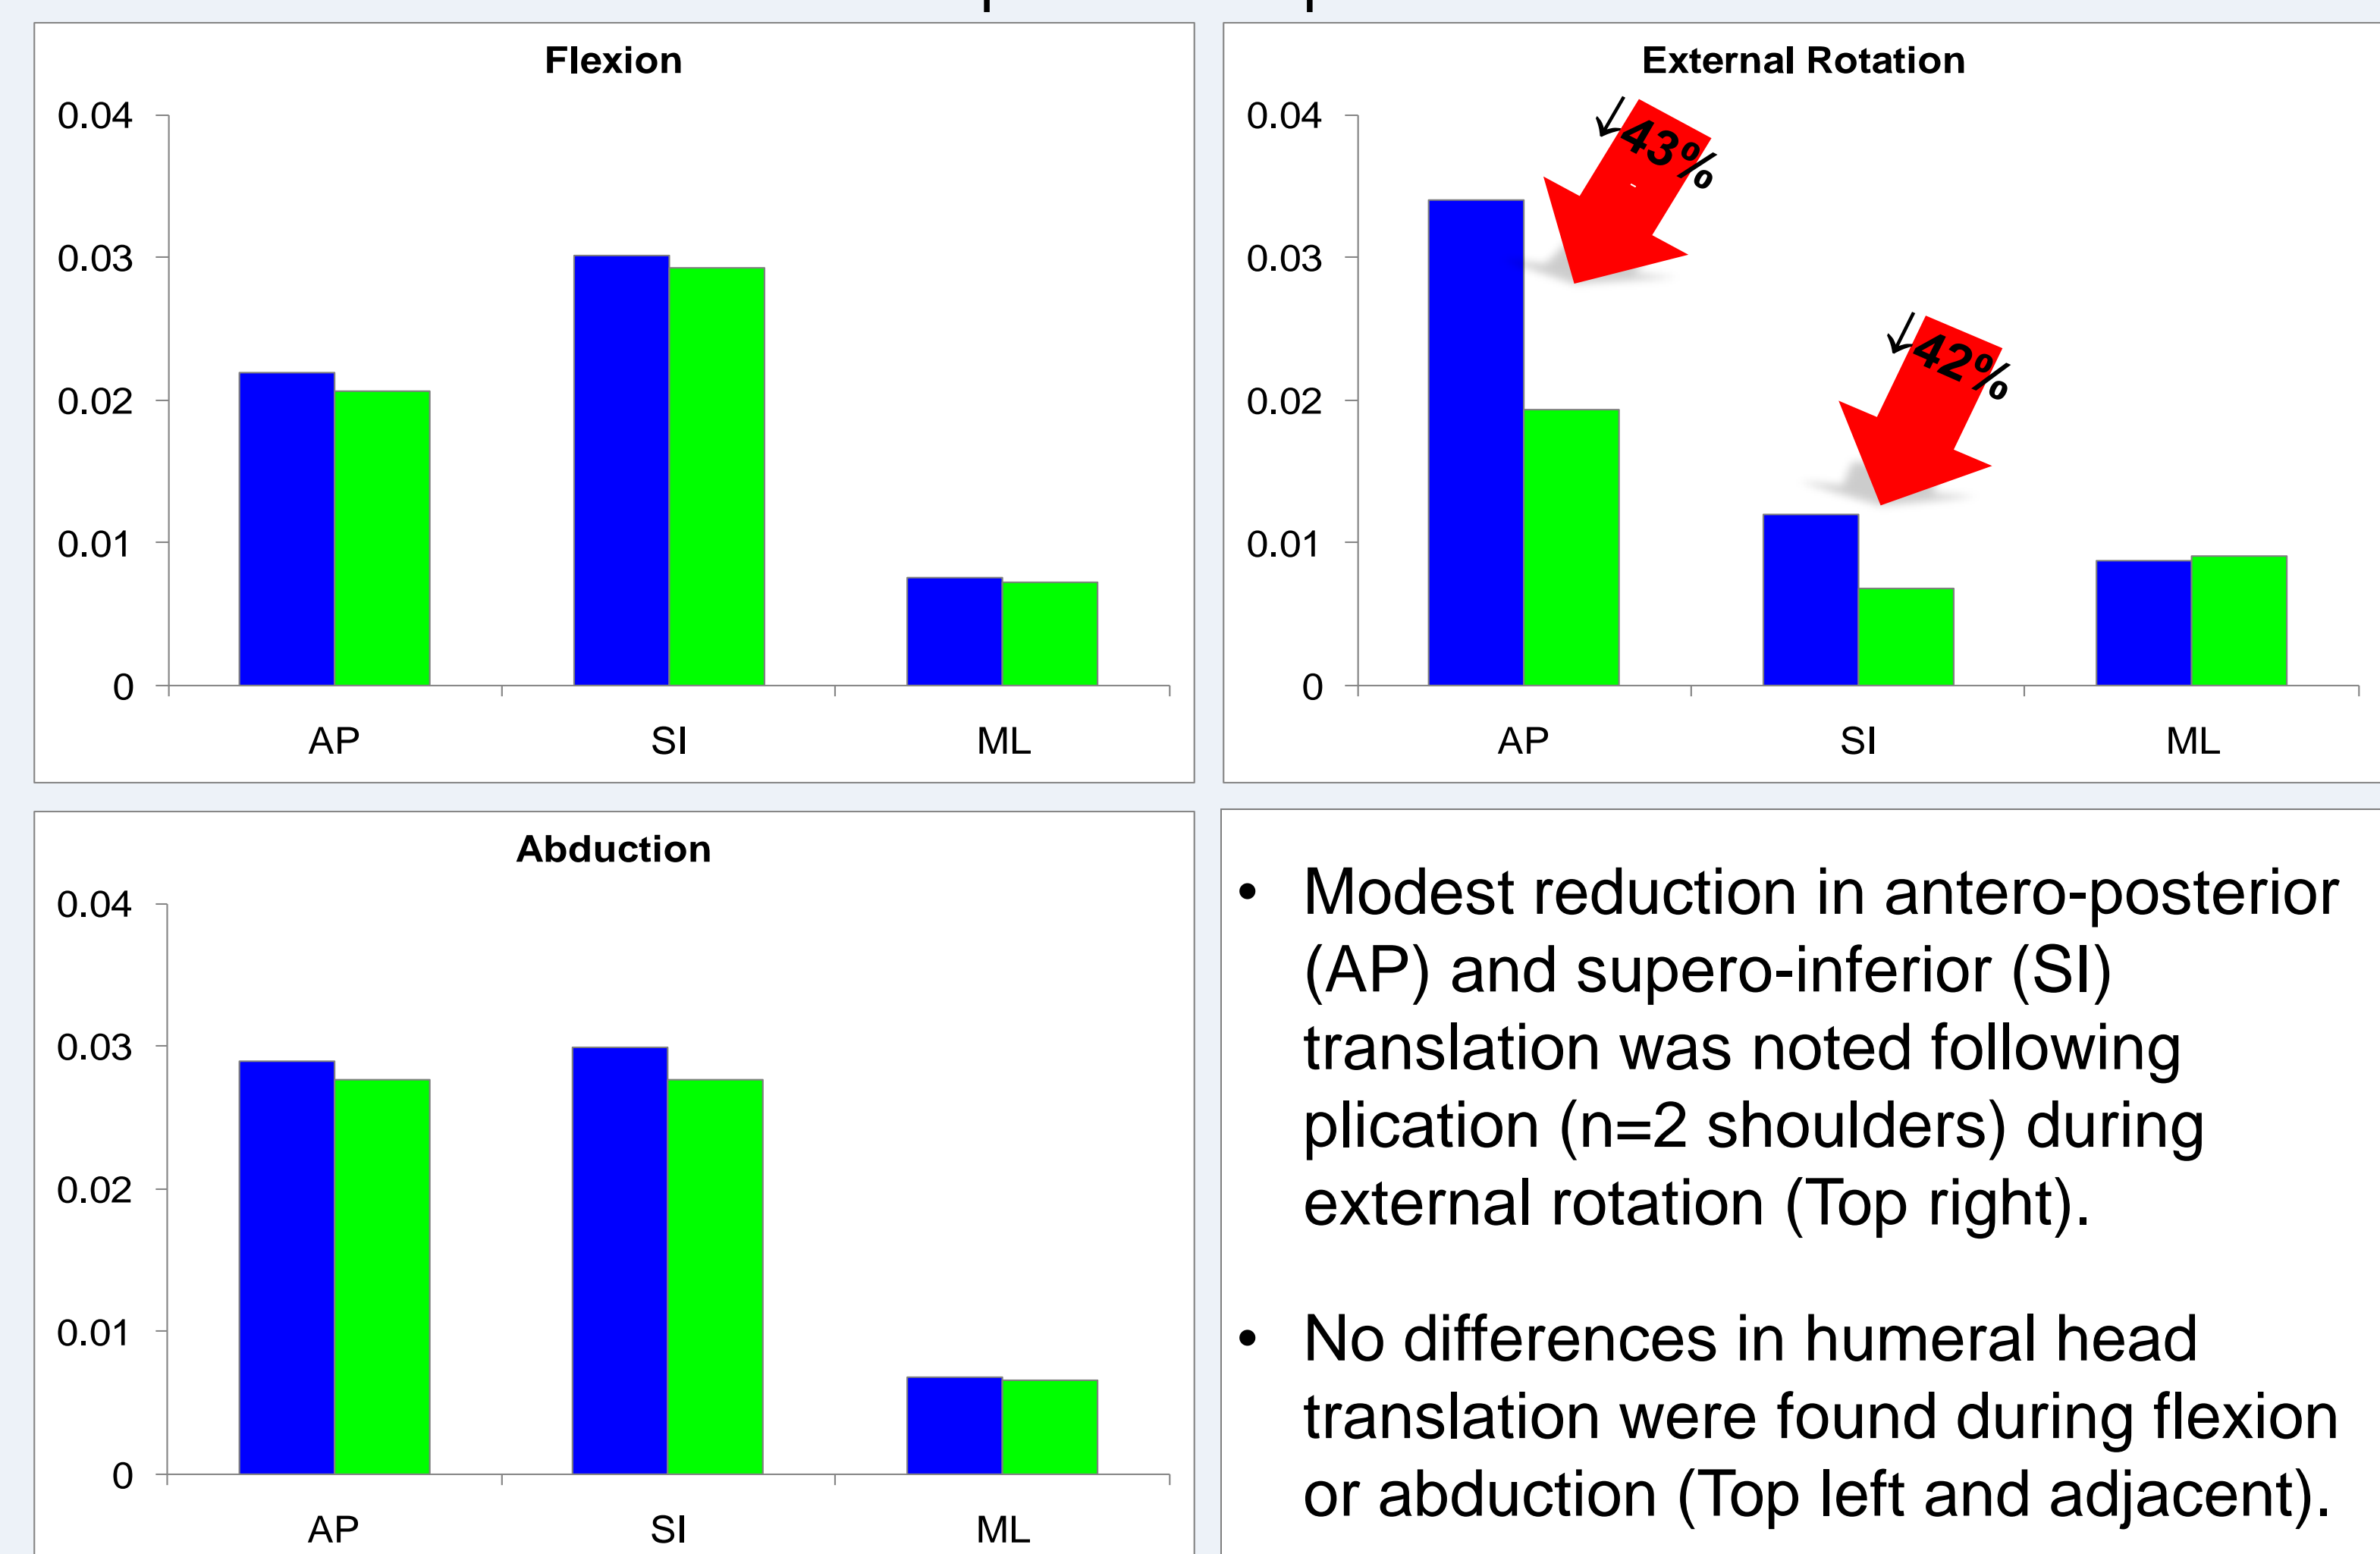 Flexion
0.04
0.03
0.02
0.01
0
AP SI ML
External Rotation
0.04
0.03
0.02
0.01
0
↓43%
↓42%
AP SI ML
Abduction
0.04
0.03
0.02
0.01
0
AP SI ML
• Modest reduction in antero-posterior
(AP) and supero-inferior (SI)
translation was noted following
plication (n=2 shoulders) during
external rotation (Top right).
• No differences in humeral head
translation were found during flexion
or abduction (Top left and adjacent).